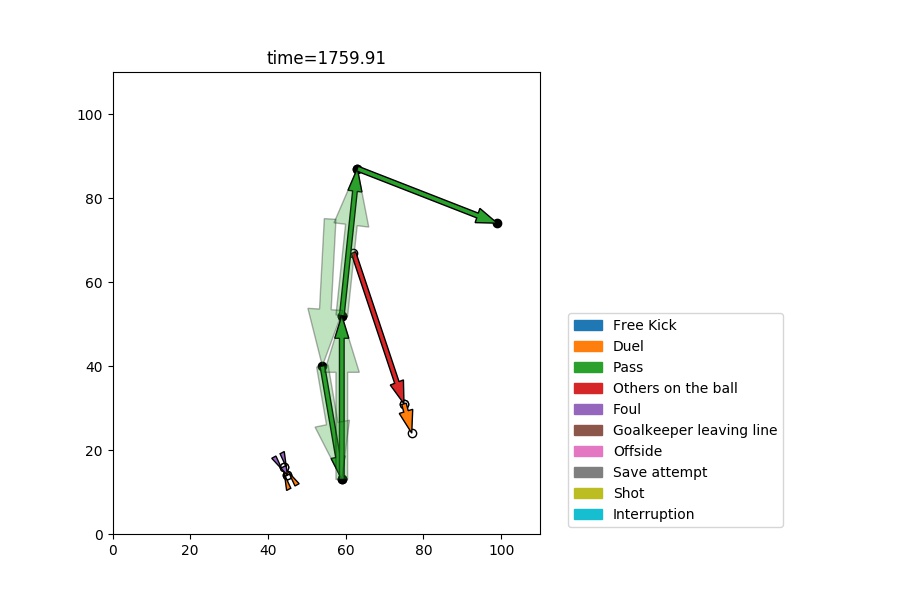 time=1759.91
100
80
60
40
20
0
0 20 40 60 80 100
Free Kick
Duel
Pass
Others on the ball
Foul
Goalkeeper leaving line
Offside
Save attempt
Shot
Interruption